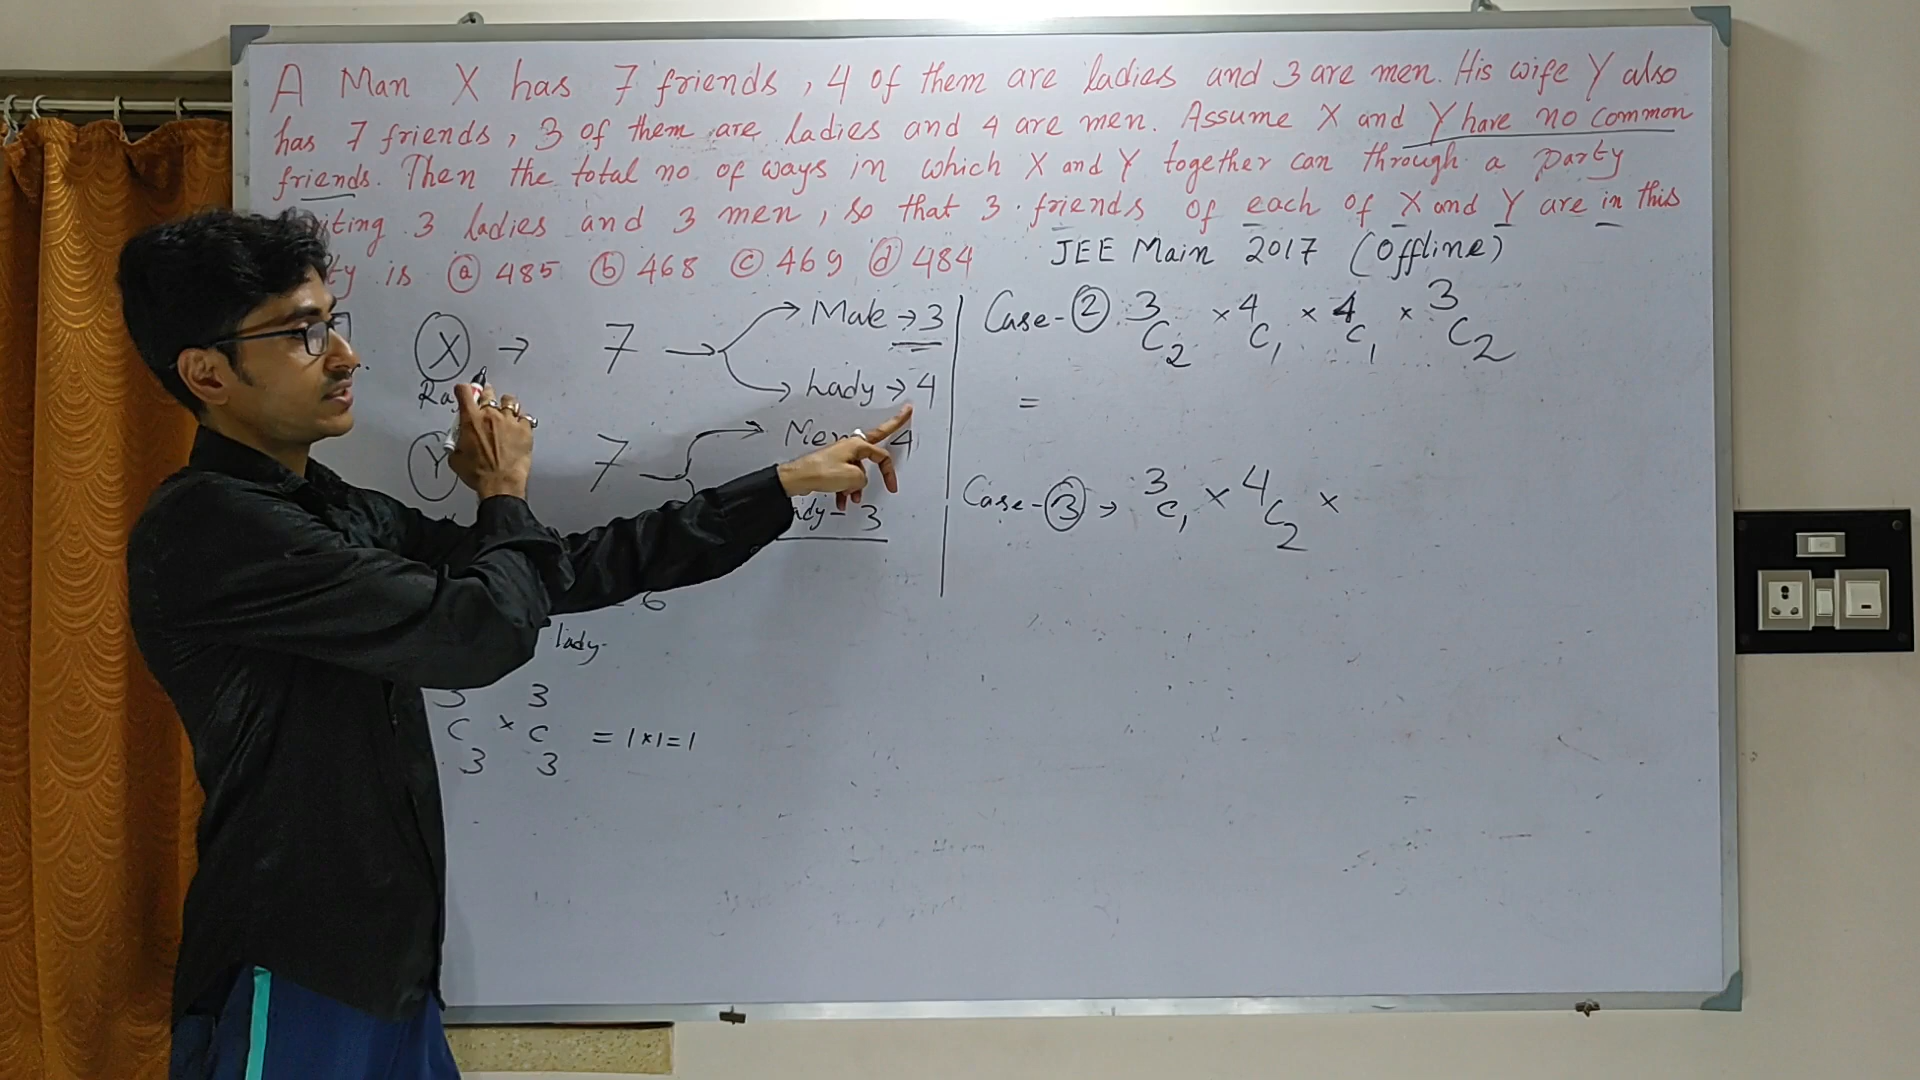 A Man X has 7 friends, 4 of them are ladies and 3 are men. His wife Y also
has 7 friends, 3 of them are ladies and 4 are men. Assume X and Y have no common
friends. Then the total no of ways in which X and Y together can through a party
iting 3 ladies and 3 men, so that 3 friends of each of X and Y are in this
ty is (a) 485 (b) 468 (c) 469 (d) 484 JEE Main 2017 (Offline)
X → 7 → Male → 3
Lady → 4
Y 7 Men 4
ady - 3
6
lady
3C3 × 3C3 = 1×1=1
Case-② 3C2 × 4C1 × 4C1 × 3C2
=
Case-③ → 3C1 × 4C2 ×